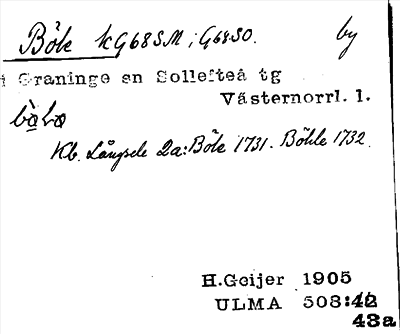 Böle kG68SM; G68SO. by
i Graninge sn Sollefteå tg
Västernorrl. l.
Kb. Långsele 2a: Böle 1731. Böhle 1732.
H.Geijer 1905
ULMA 508:42
43a